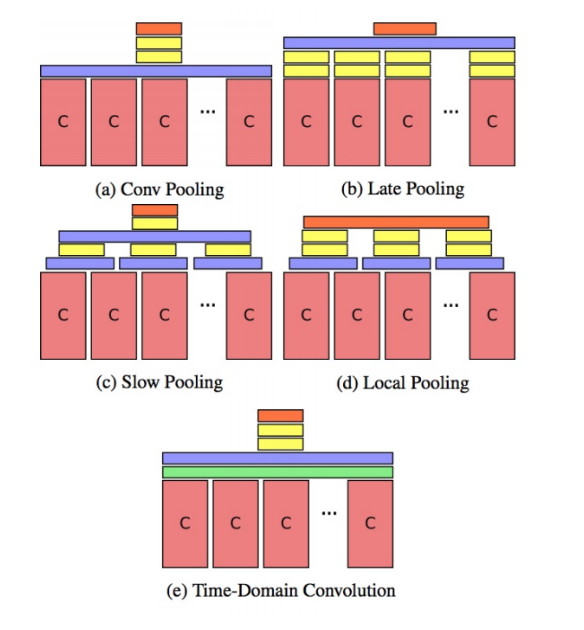 C C C ... C
C C C ... C
(a) Conv Pooling
(b) Late Pooling
C C C ... C
C C C ... C
(c) Slow Pooling
(d) Local Pooling
C C C ... C
(e) Time-Domain Convolution